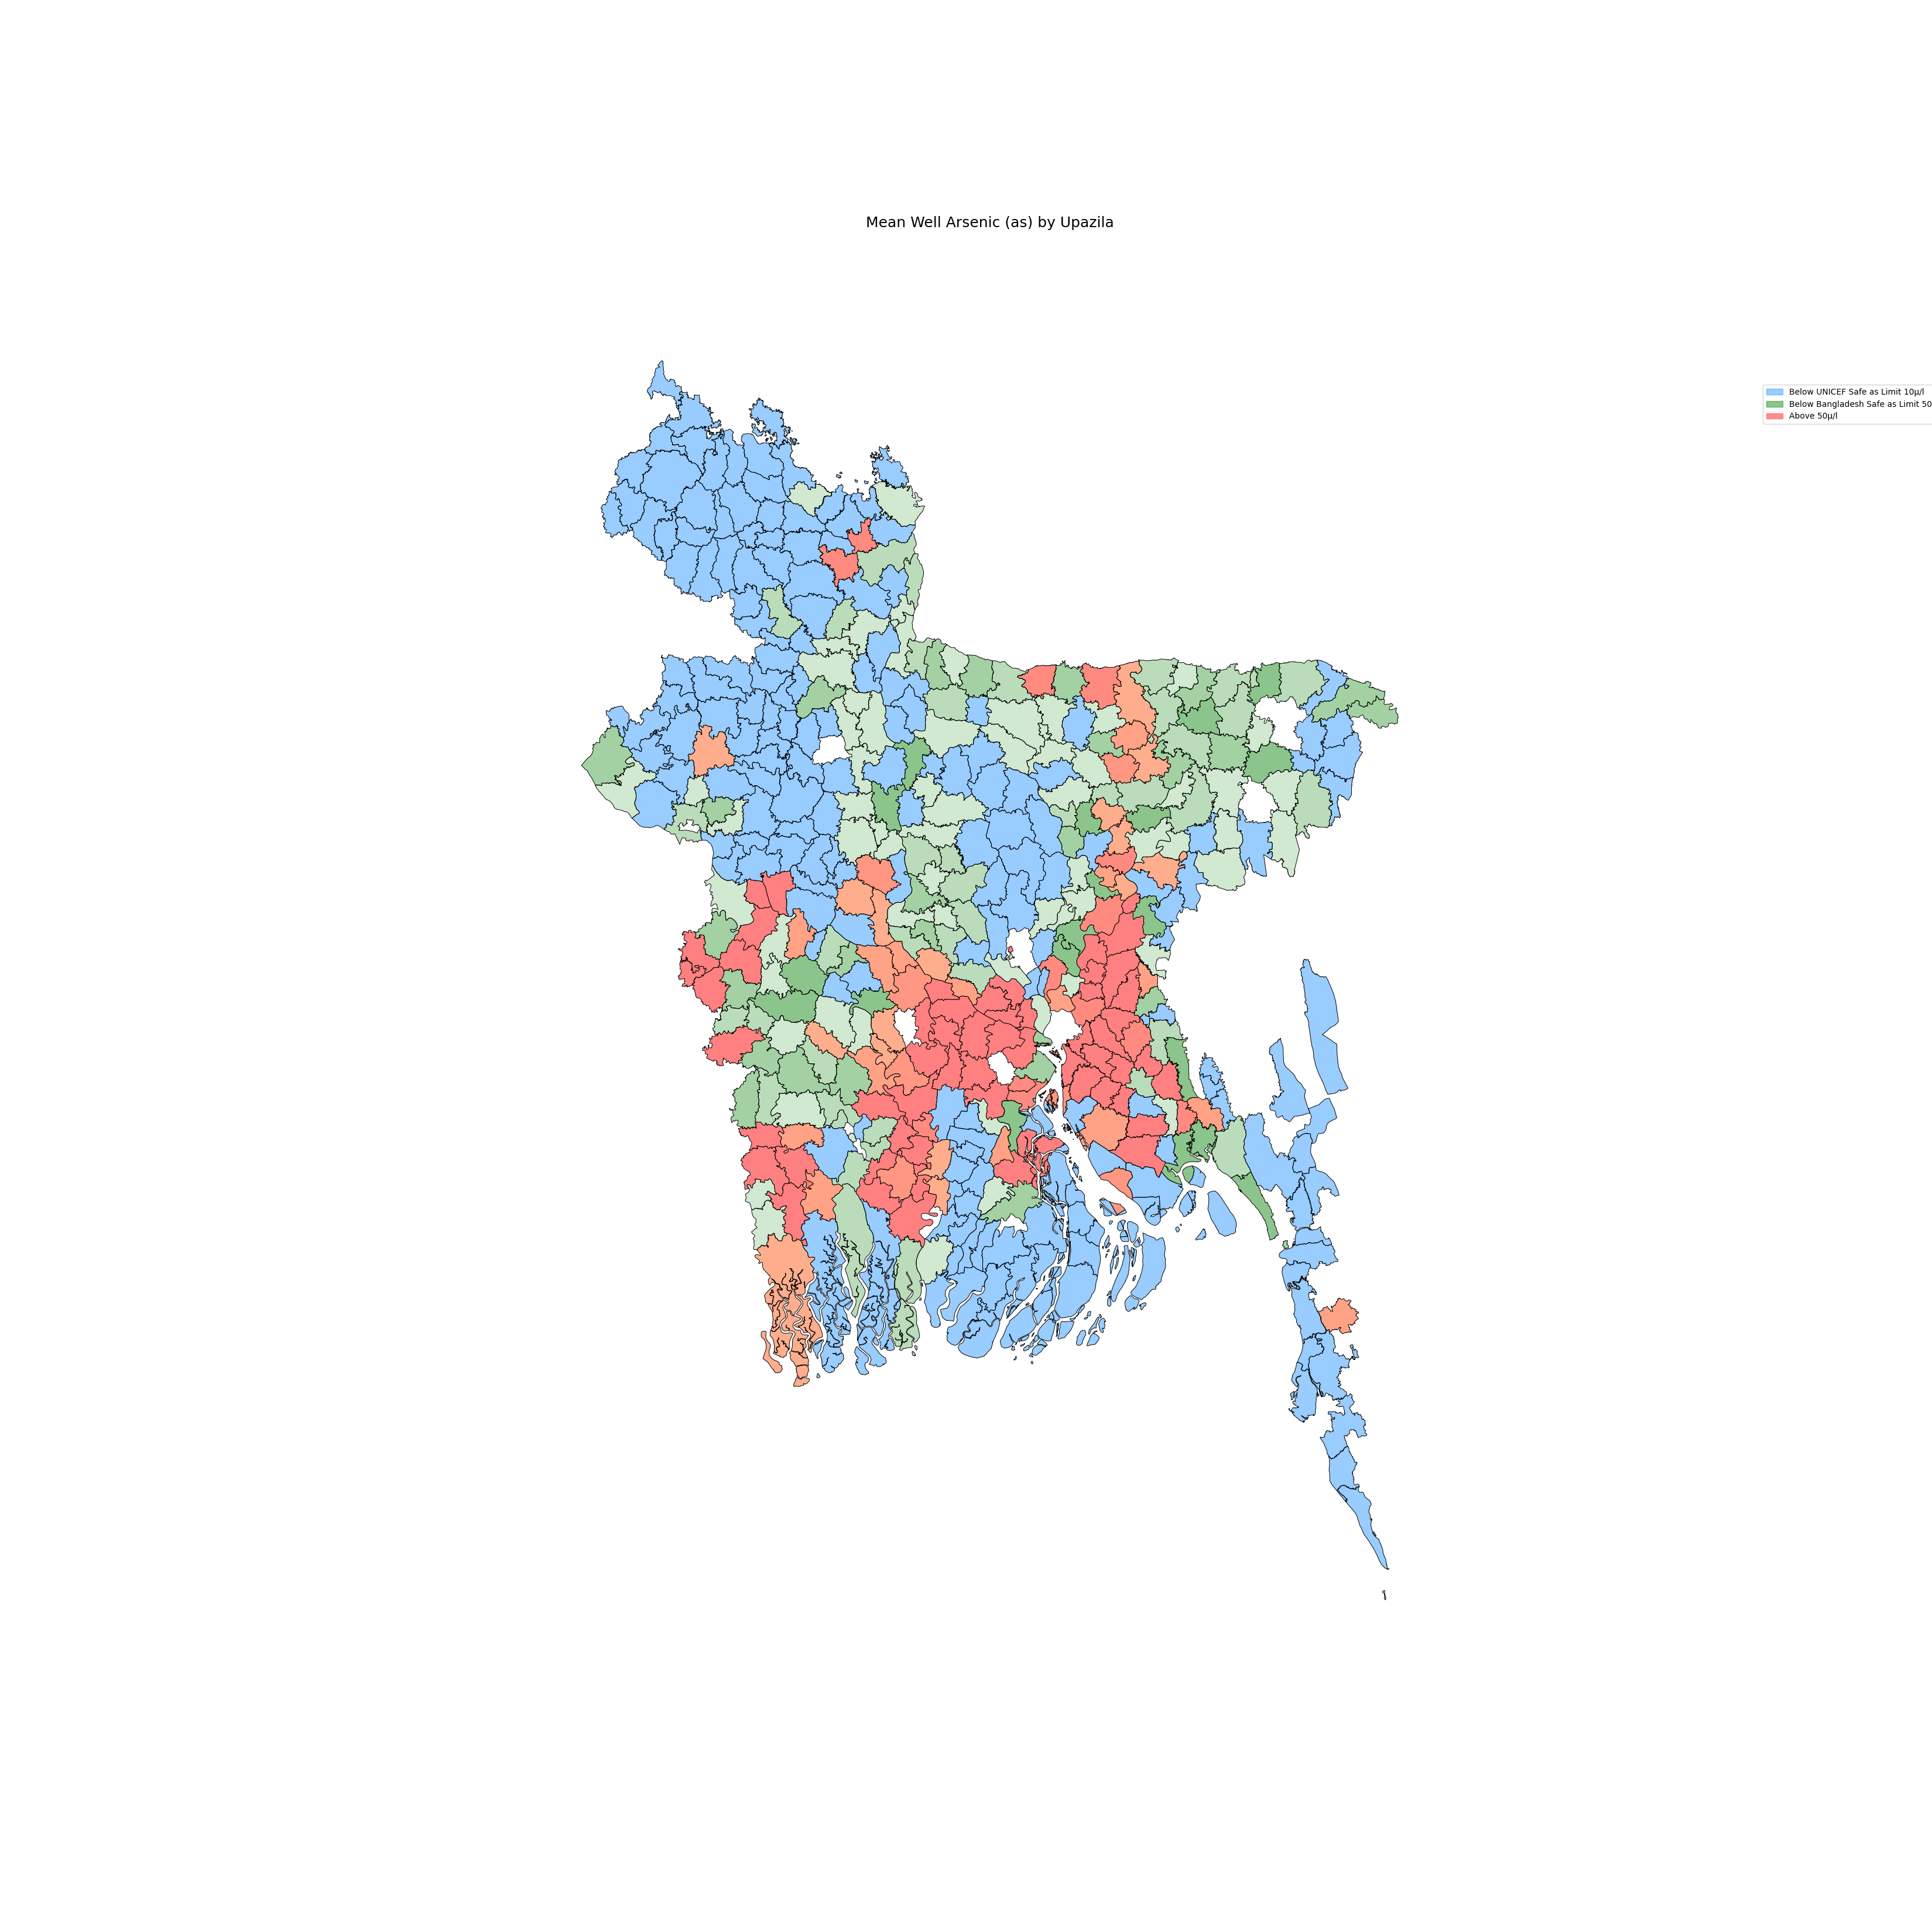 Mean Well Arsenic (as) by Upazila
Below UNICEF Safe as Limit 10μ/l
Below Bangladesh Safe as Limit 50
Above 50μ/l